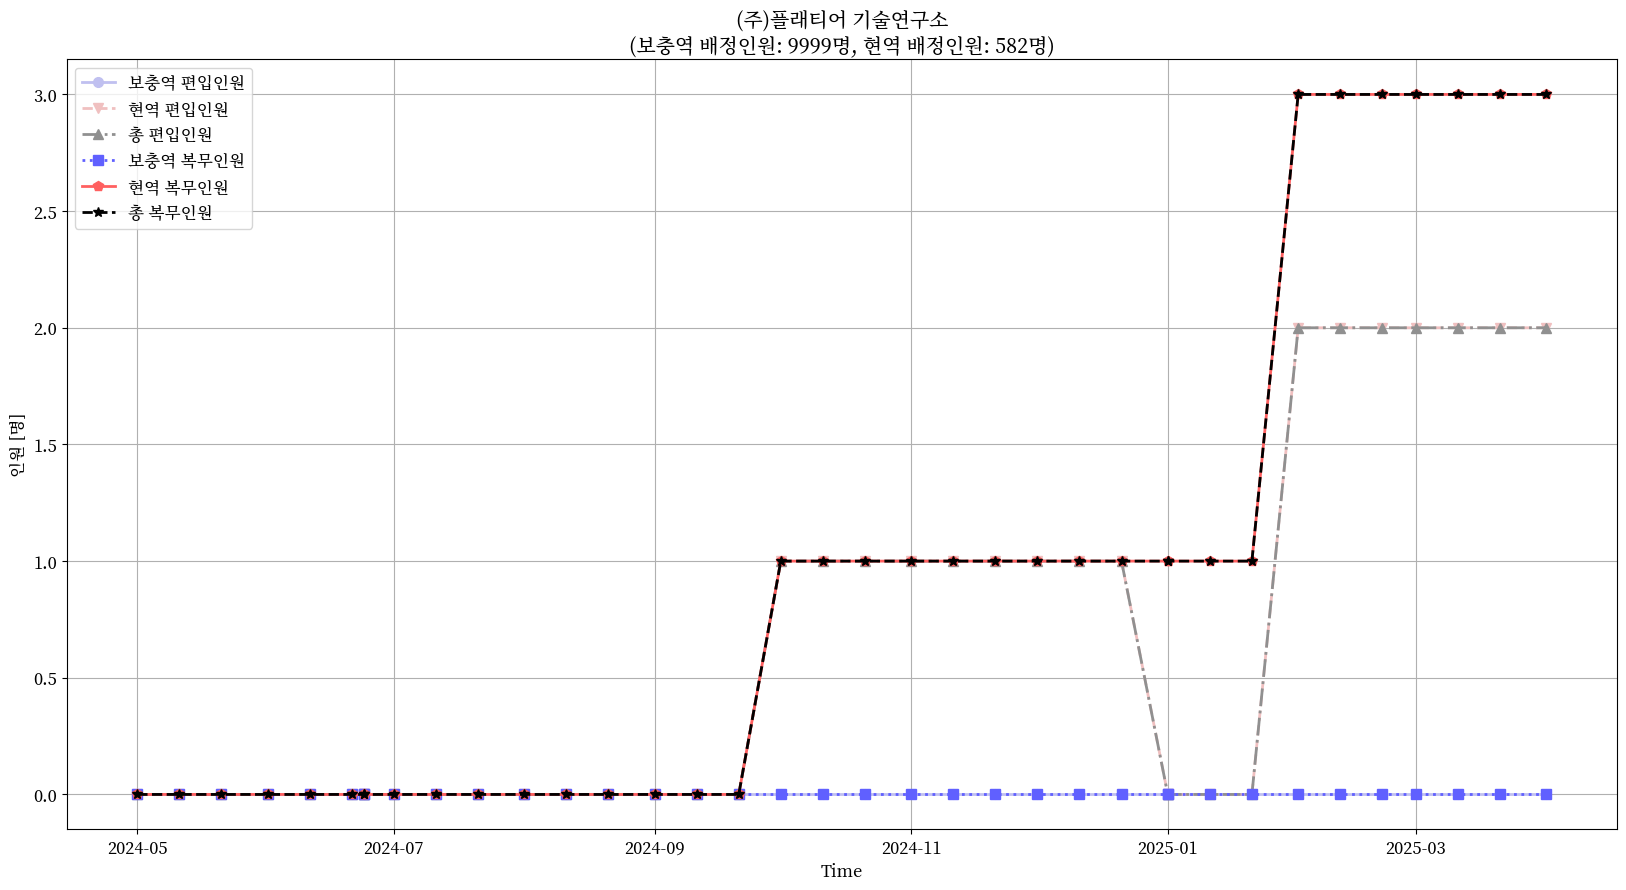 (주)플래티어 기술연구소
(보충역 배정인원: 9999명, 현역 배정인원: 582명)
보충역 편입인원
현역 편입인원
총 편입인원
보충역 복무인원
현역 복무인원
총 복무인원
3.0
2.5
2.0
1.5
1.0
0.5
0.0
인원 [명]
2024-05
2024-07
2024-09
2024-11
2025-01
2025-03
Time